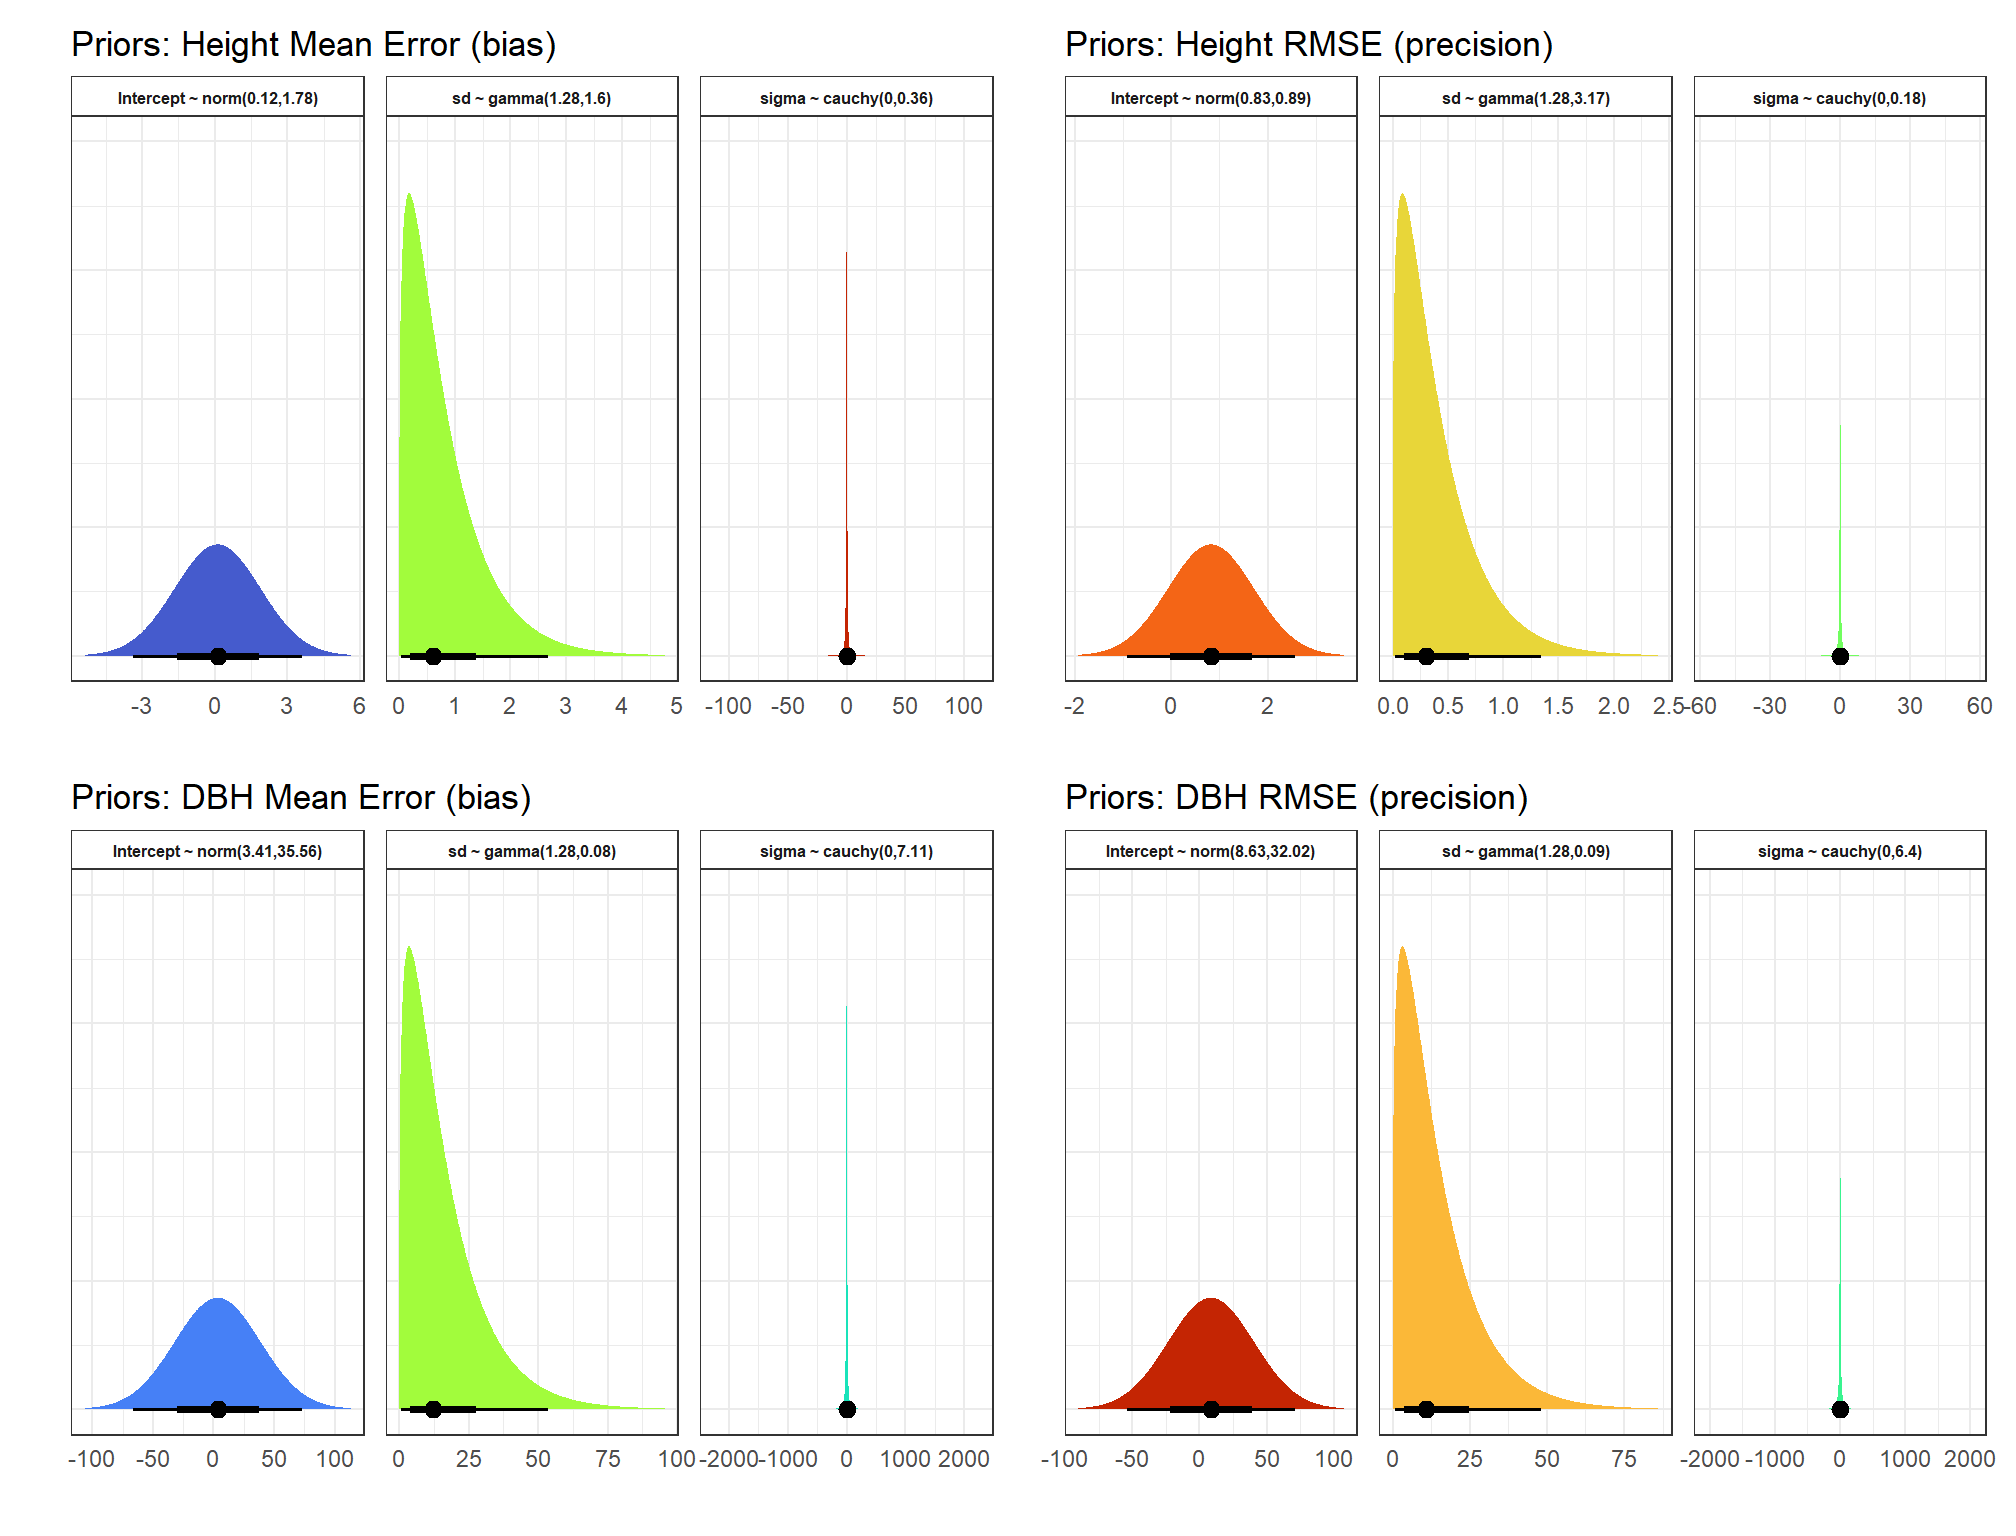 Priors: Height Mean Error (bias)
Intercept ~ norm(0.12,1.78)
sd ~ gamma(1.28,1.6)
sigma ~ cauchy(0,0.36)
-3 0 3 6
0 1 2 3 4 5
-100 -50 0 50 100
Priors: Height RMSE (precision)
Intercept ~ norm(0.83,0.89)
sd ~ gamma(1.28,3.17)
sigma ~ cauchy(0,0.18)
-2 0 2
0.0 0.5 1.0 1.5 2.0 2.5
-60 -30 0 30 60
Priors: DBH Mean Error (bias)
Intercept ~ norm(3.41,35.56)
sd ~ gamma(1.28,0.08)
sigma ~ cauchy(0,7.11)
-100 -50 0 50 100
0 25 50 75 100
-2000 -1000 0 1000 2000
Priors: DBH RMSE (precision)
Intercept ~ norm(8.63,32.02)
sd ~ gamma(1.28,0.09)
sigma ~ cauchy(0,6.4)
-100 -50 0 50 100
0 25 50 75
-2000 -1000 0 1000 2000